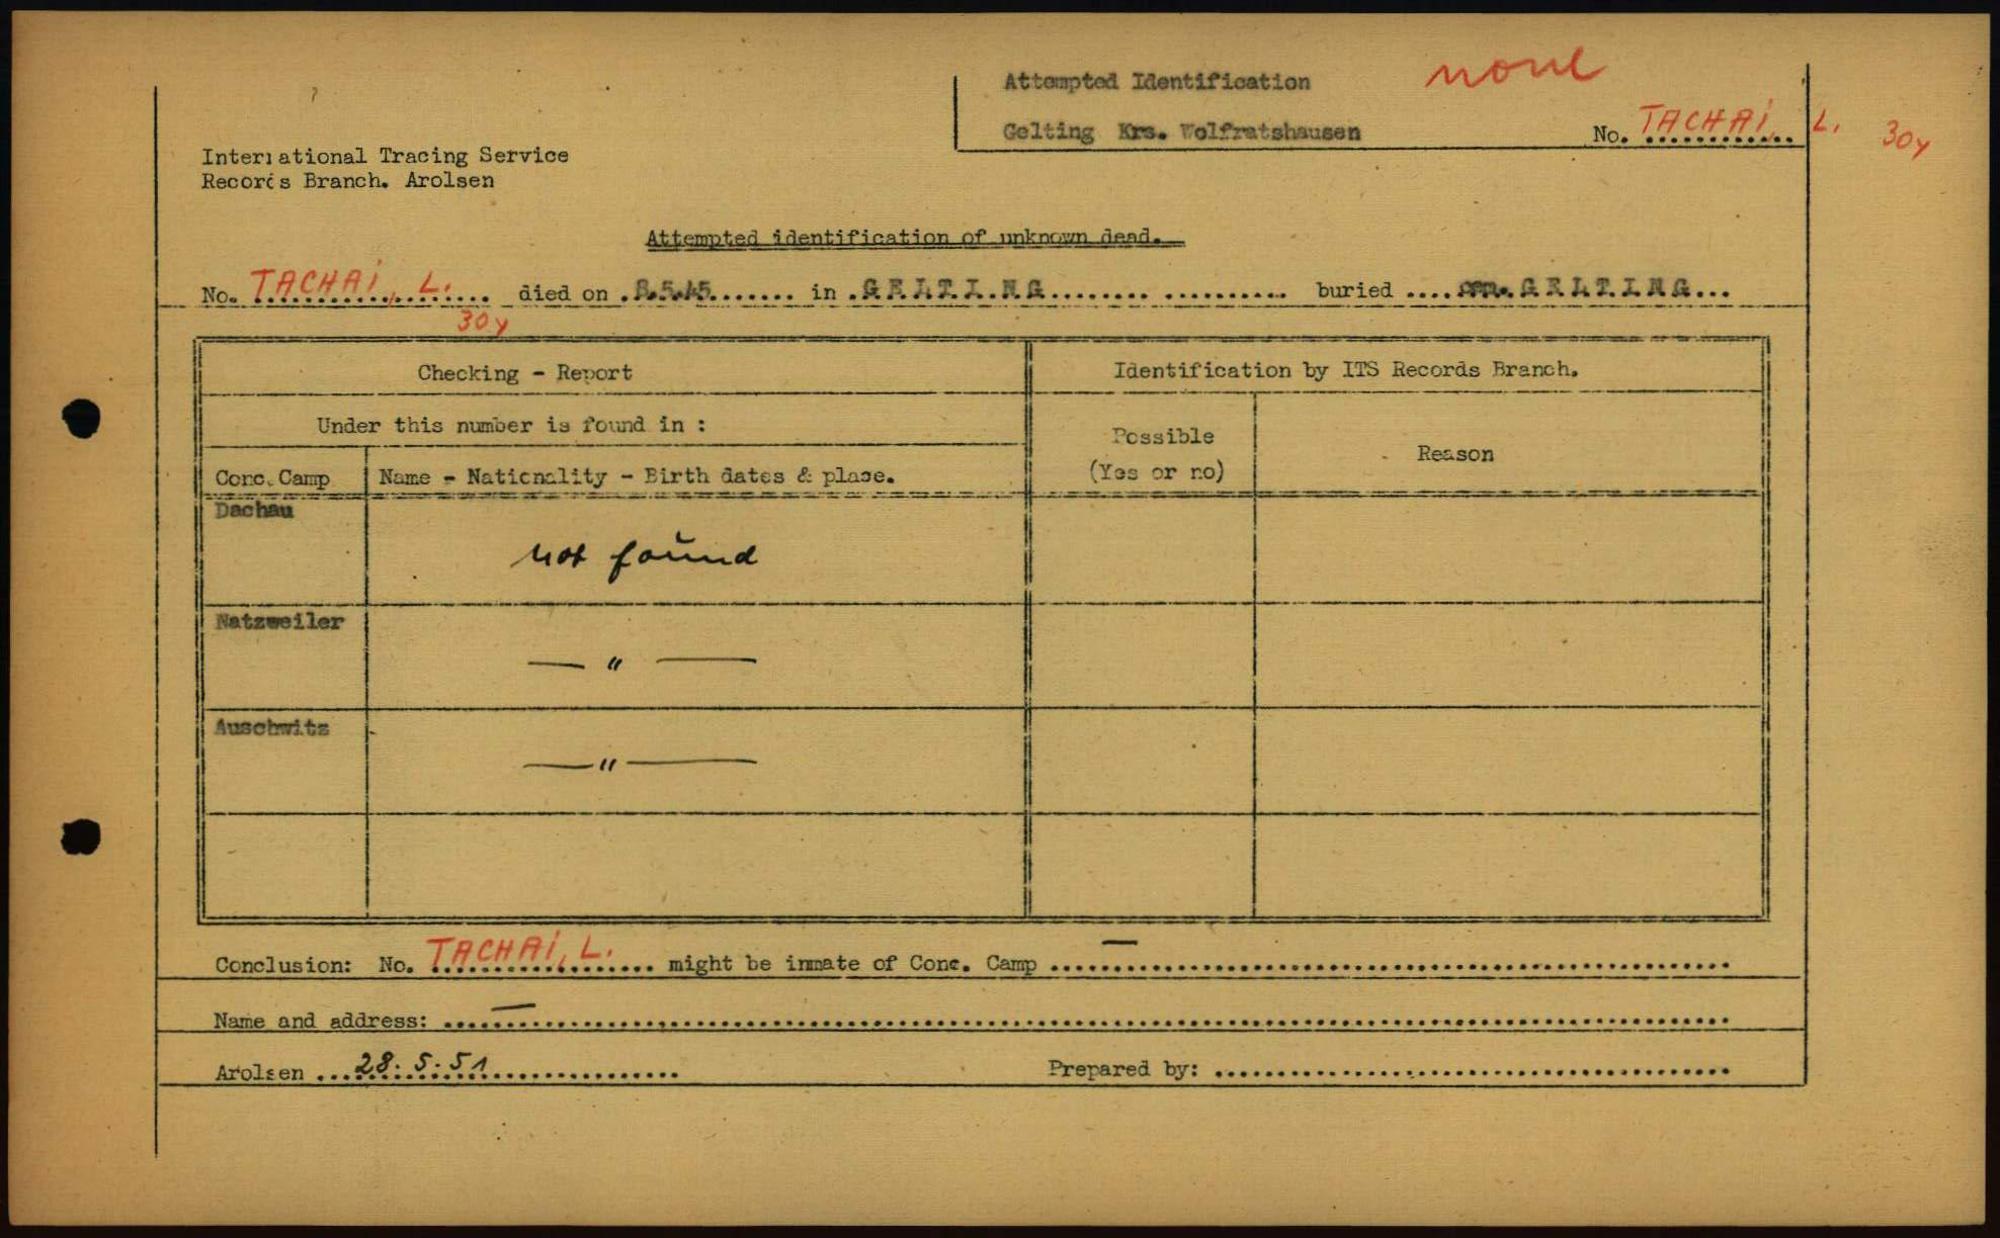 Attempted Identification none
Gelting Krs. Wolfratshausen No. TACHAI, L. 30y
International Tracing Service
Records Branch. Arolsen
Attempted identification of unknown dead.
No. TACHAI, L. died on 8.5.45 in GELTING buried cem. GELTING
30y
Checking - Report Identification by ITS Records Branch.
Under this number is found in :
Possible
(Yes or no)
Reason
Conc. Camp Name - Nationality - Birth dates & place.
Dachau
not found
Natzweiler
— " —
Auschwitz
— " —
Conclusion: No. TACHAI, L. might be inmate of Conc. Camp —
Name and address: —
Arolsen 28.5.51 Prepared by: